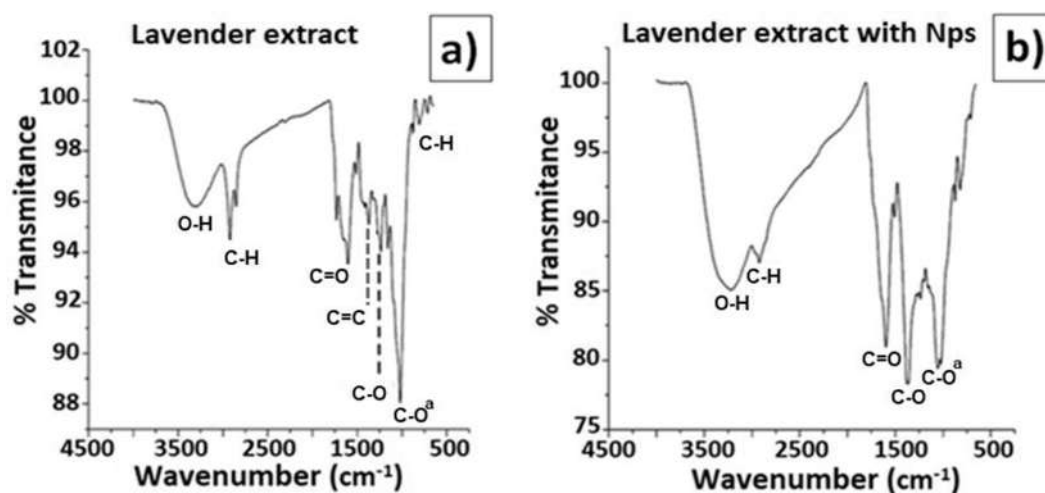 Lavender extract
a)
102
100
98
96
94
92
90
88
% Transmitance
O-H
C-H
C=O
C=C
C-O
C-Oa
C-H
4500 3500 2500 1500 500
Wavenumber (cm-1)
Lavender extract with Nps
b)
100
95
90
85
80
75
% Transmitance
O-H
C-H
C=O
C-O
C-Oa
4500 3500 2500 1500 500
Wavenumber (cm-1)